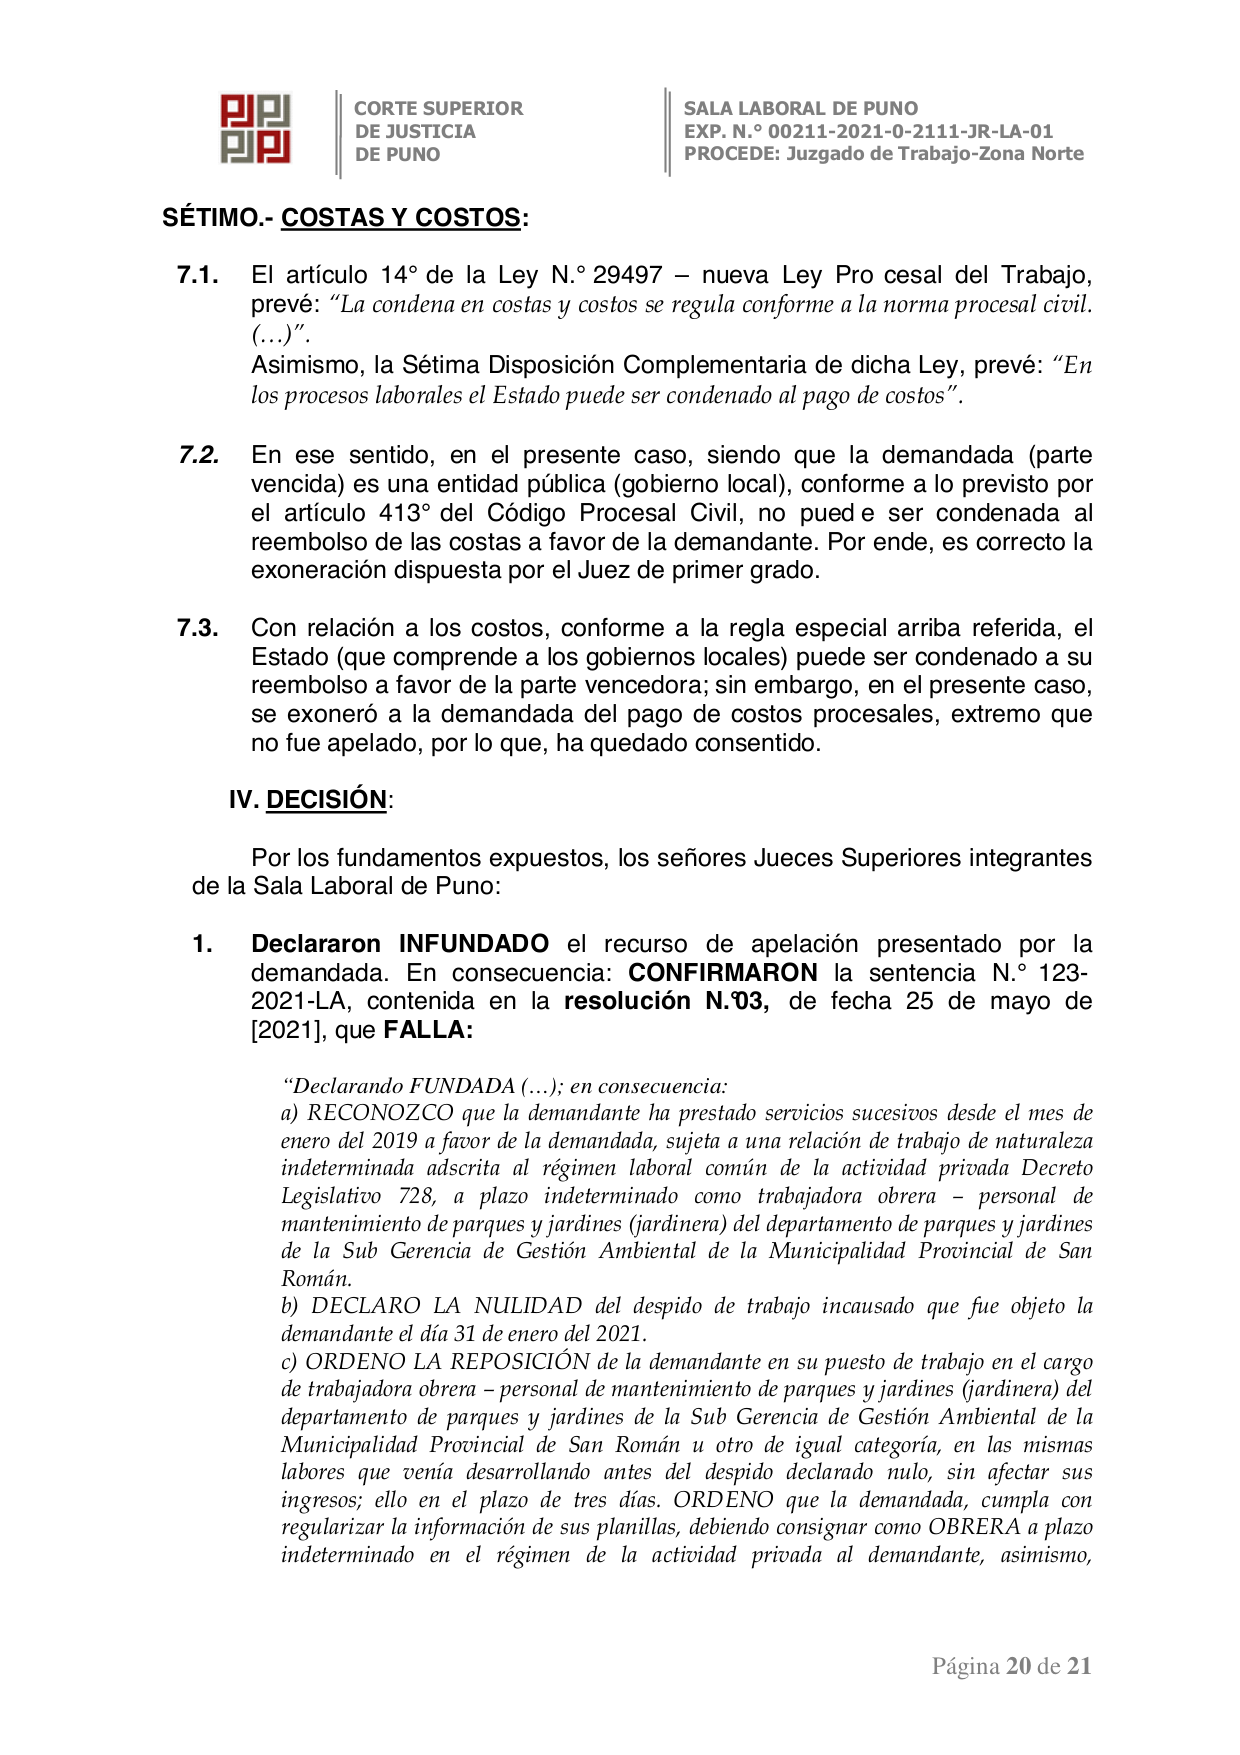 CORTE SUPERIOR
DE JUSTICIA
DE PUNO
SALA LABORAL DE PUNO
EXP. N.° 00211-2021-0-2111-JR-LA-01
PROCEDE: Juzgado de Trabajo-Zona Norte
SÉTIMO.- COSTAS Y COSTOS:
7.1. El artículo 14° de la Ley N.° 29497 – nueva Ley Pro cesal del Trabajo,
prevé: “La condena en costas y costos se regula conforme a la norma procesal civil.
(…)”.
Asimismo, la Sétima Disposición Complementaria de dicha Ley, prevé: “En
los procesos laborales el Estado puede ser condenado al pago de costos”.
7.2. En ese sentido, en el presente caso, siendo que la demandada (parte
vencida) es una entidad pública (gobierno local), conforme a lo previsto por
el artículo 413° del Código Procesal Civil, no pued e ser condenada al
reembolso de las costas a favor de la demandante. Por ende, es correcto la
exoneración dispuesta por el Juez de primer grado.
7.3. Con relación a los costos, conforme a la regla especial arriba referida, el
Estado (que comprende a los gobiernos locales) puede ser condenado a su
reembolso a favor de la parte vencedora; sin embargo, en el presente caso,
se exoneró a la demandada del pago de costos procesales, extremo que
no fue apelado, por lo que, ha quedado consentido.
IV. DECISIÓN:
Por los fundamentos expuestos, los señores Jueces Superiores integrantes
de la Sala Laboral de Puno:
1. Declararon INFUNDADO el recurso de apelación presentado por la
demandada. En consecuencia: CONFIRMARON la sentencia N.° 123-
2021-LA, contenida en la resolución N.°03, de fecha 25 de mayo de
[2021], que FALLA:
“Declarando FUNDADA (…); en consecuencia:
a) RECONOZCO que la demandante ha prestado servicios sucesivos desde el mes de
enero del 2019 a favor de la demandada, sujeta a una relación de trabajo de naturaleza
indeterminada adscrita al régimen laboral común de la actividad privada Decreto
Legislativo 728, a plazo indeterminado como trabajadora obrera – personal de
mantenimiento de parques y jardines (jardinera) del departamento de parques y jardines
de la Sub Gerencia de Gestión Ambiental de la Municipalidad Provincial de San
Román.
b) DECLARO LA NULIDAD del despido de trabajo incausado que fue objeto la
demandante el día 31 de enero del 2021.
c) ORDENO LA REPOSICIÓN de la demandante en su puesto de trabajo en el cargo
de trabajadora obrera – personal de mantenimiento de parques y jardines (jardinera) del
departamento de parques y jardines de la Sub Gerencia de Gestión Ambiental de la
Municipalidad Provincial de San Román u otro de igual categoría, en las mismas
labores que venía desarrollando antes del despido declarado nulo, sin afectar sus
ingresos; ello en el plazo de tres días. ORDENO que la demandada, cumpla con
regularizar la información de sus planillas, debiendo consignar como OBRERA a plazo
indeterminado en el régimen de la actividad privada al demandante, asimismo,
Página 20 de 21